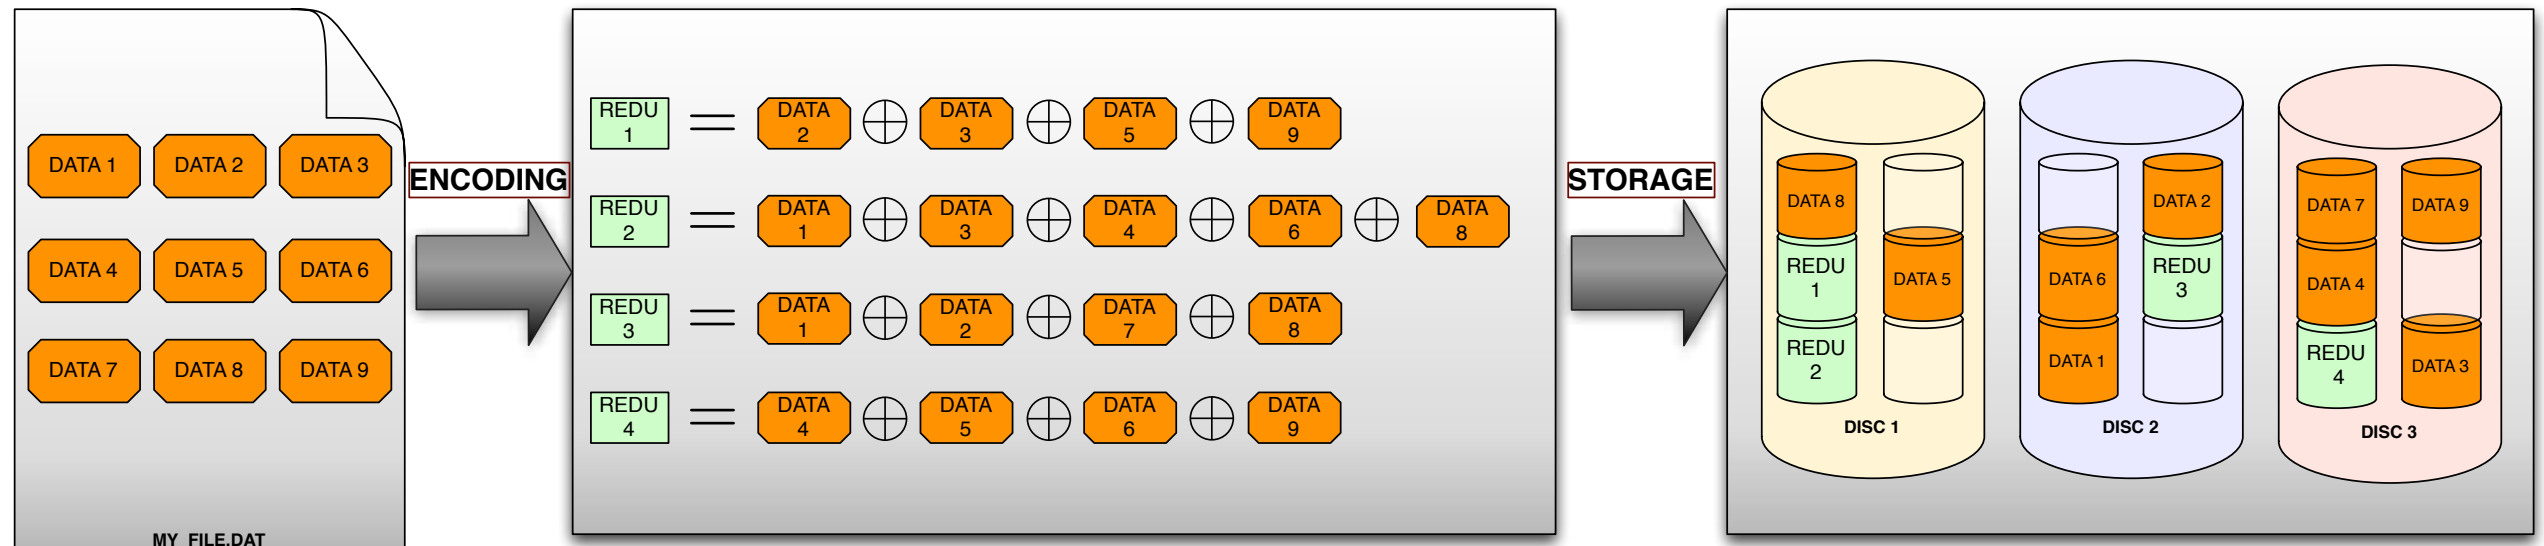 DATA 1 DATA 2 DATA 3
DATA 4 DATA 5 DATA 6
DATA 7 DATA 8 DATA 9
MY_FILE.DAT
ENCODING
REDU
1
DATA
2
DATA
3
DATA
5
DATA
9
REDU
2
DATA
1
DATA
3
DATA
4
DATA
6
DATA
8
REDU
3
DATA
1
DATA
2
DATA
7
DATA
8
REDU
4
DATA
4
DATA
5
DATA
6
DATA
9
STORAGE
DATA 8
REDU
1
DATA 5
REDU
2
DISC 1
DATA 2
DATA 6
REDU
3
DATA 1
DISC 2
DATA 7
DATA 9
DATA 4
REDU
4
DATA 3
DISC 3